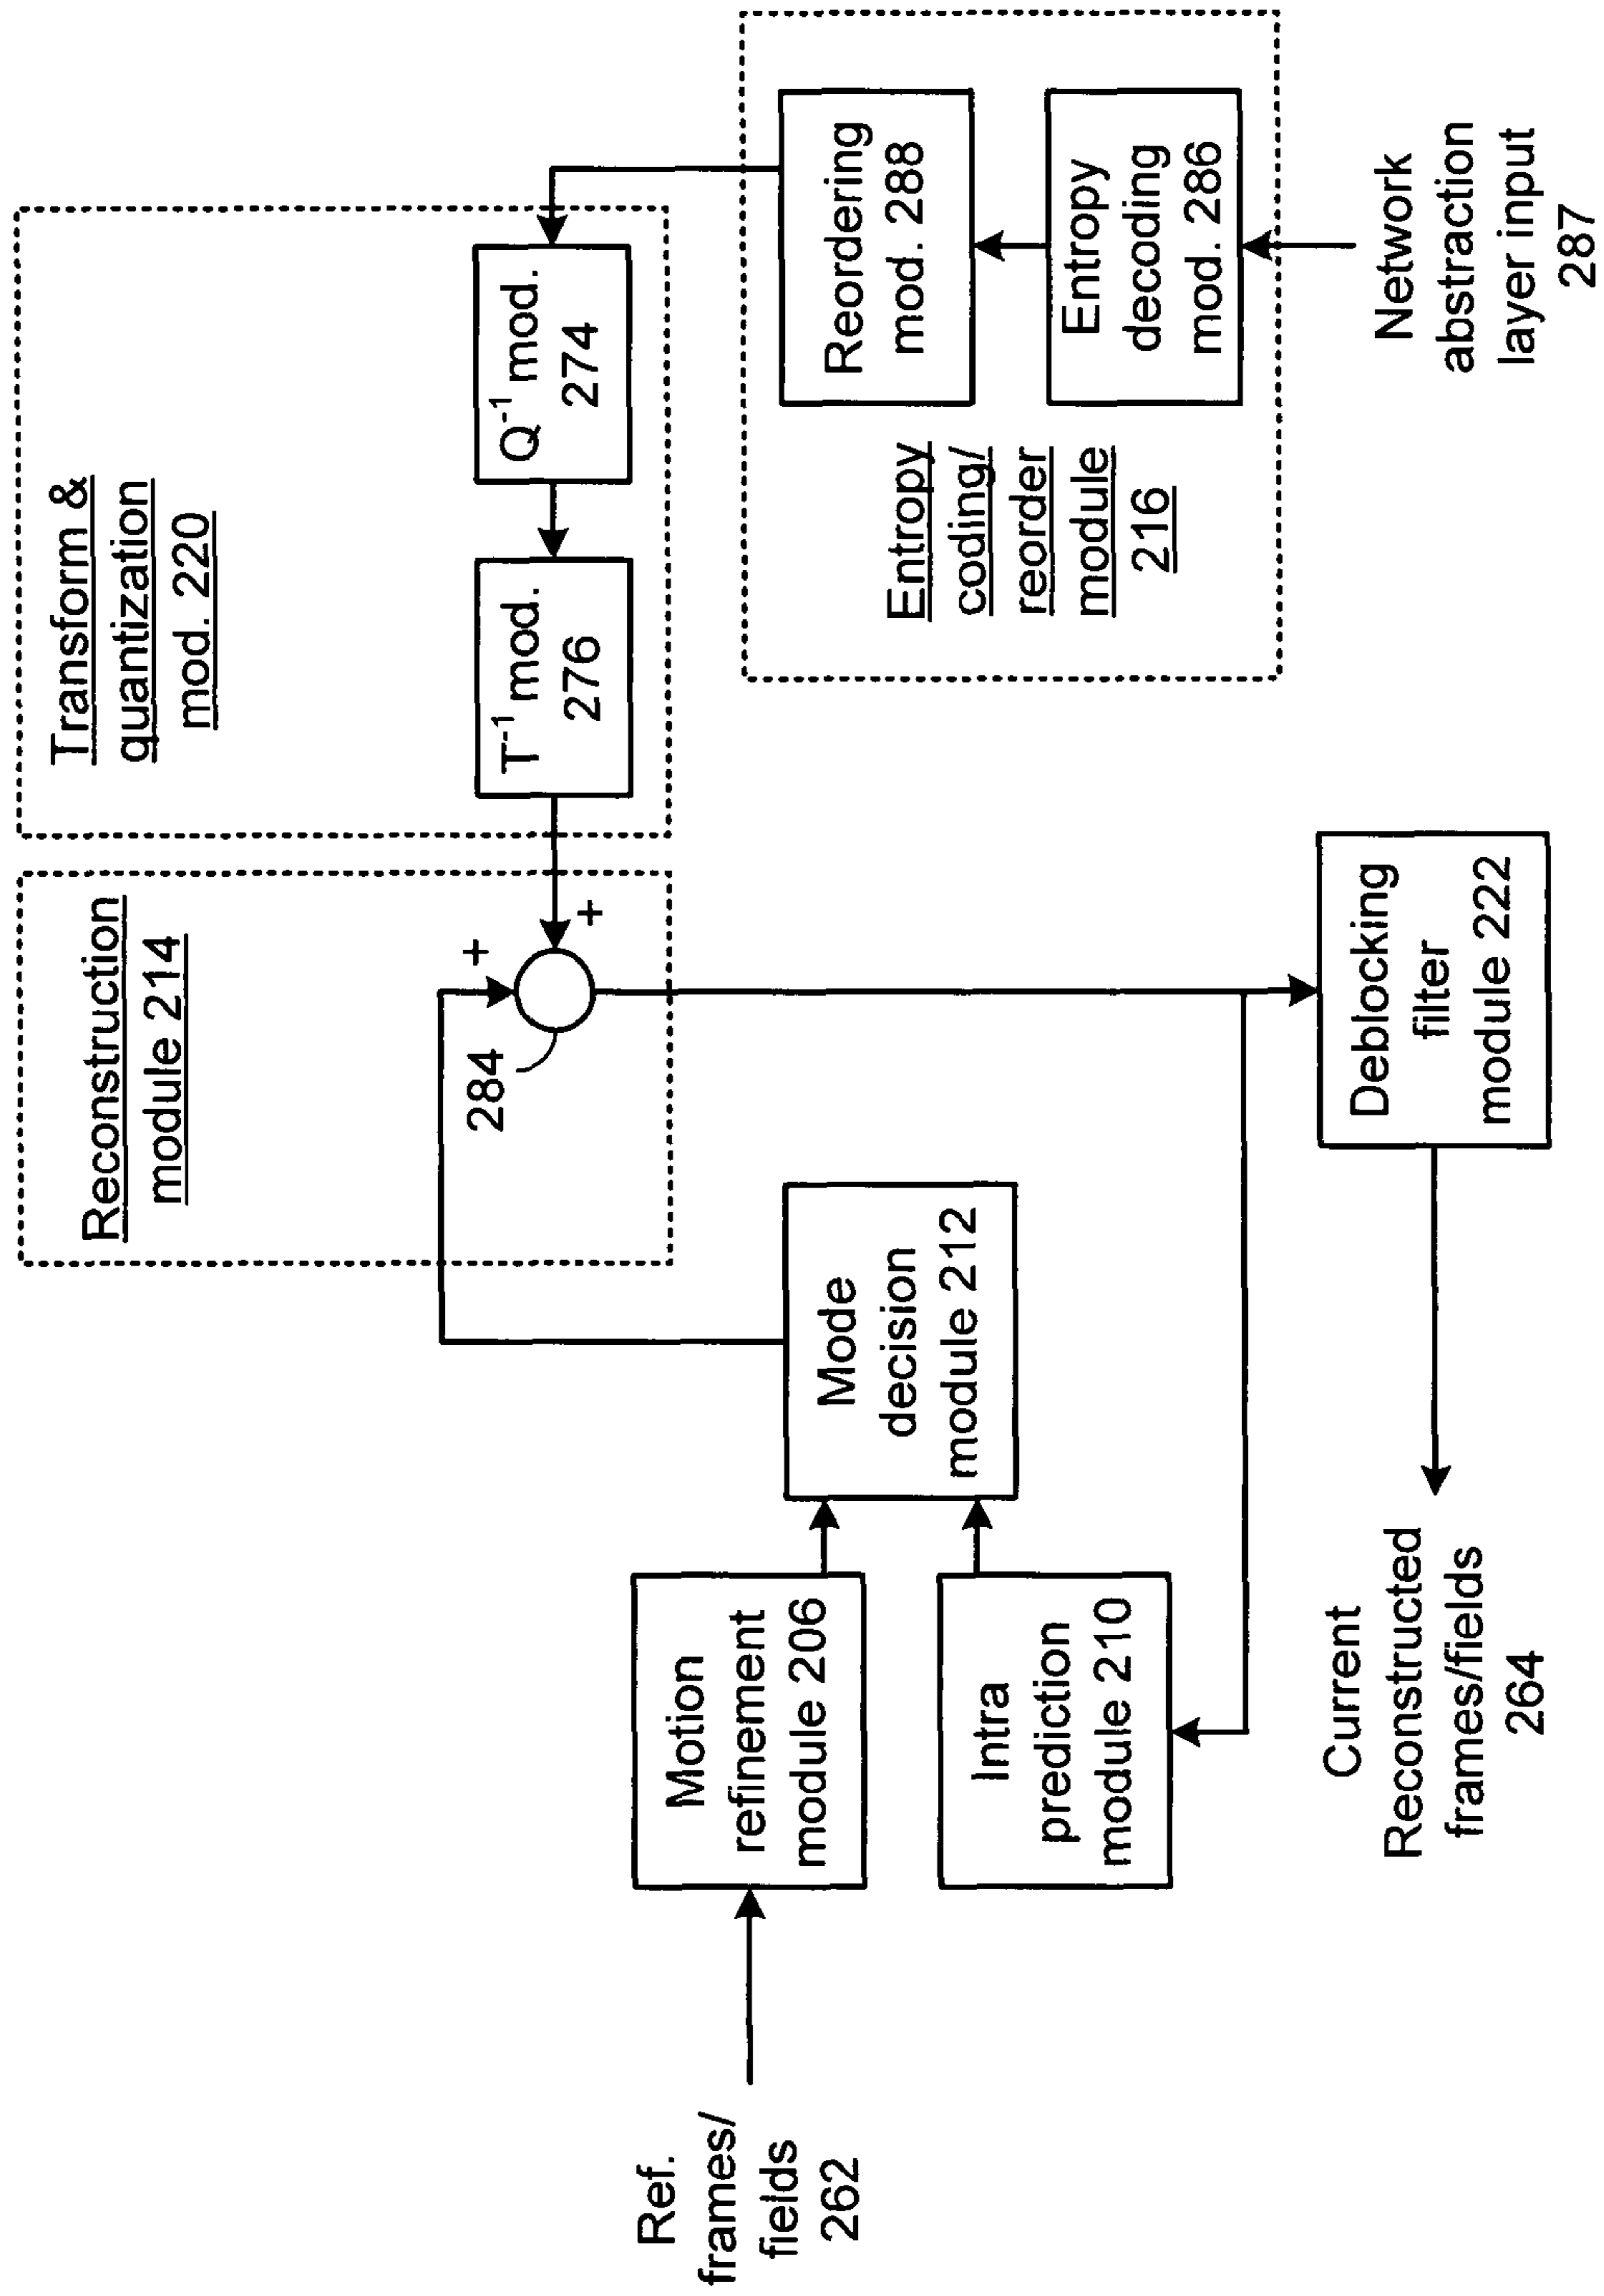 Transform &
quantization
mod. 220
Reconstruction
module 214
T⁻¹ mod.
276
Q⁻¹ mod.
274
+
+
284
Ref.
frames/
fields
262
Motion
refinement
module 206
Intra
prediction
module 210
Mode
decision
module 212
Entropy
coding/
reorder
module
216
Reordering
mod. 288
Entropy
decoding
mod. 286
Network
abstraction
layer input
287
Deblocking
filter
module 222
Current
Reconstructed
frames/fields
264